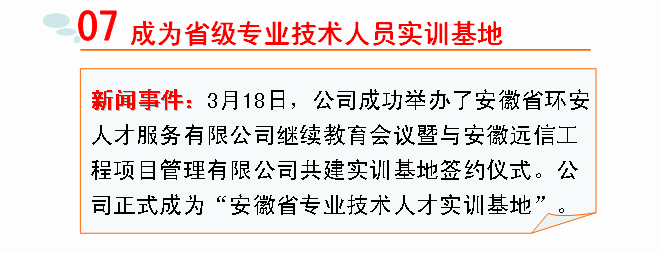 07 成为省级专业技术人员实训基地
新闻事件：3月18日，公司成功举办了安徽省环安
人才服务有限公司继续教育会议暨与安徽远信工
程项目管理有限公司共建实训基地签约仪式。公
司正式成为“安徽省专业技术人才实训基地”。